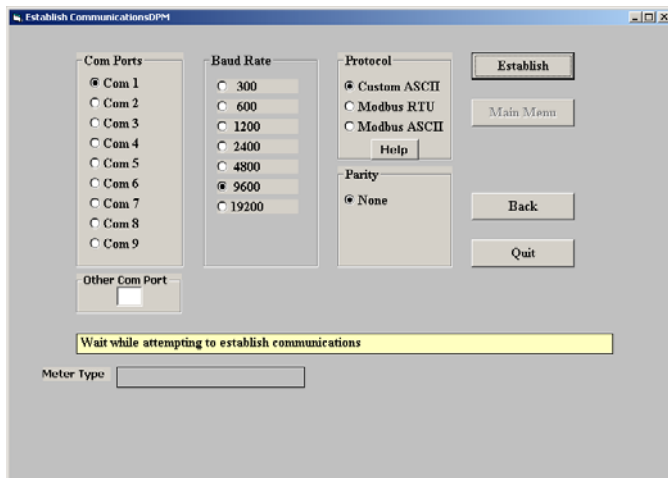 Establish CommunicationsDPM
Com Ports
Com 1
Com 2
Com 3
Com 4
Com 5
Com 6
Com 7
Com 8
Com 9
Other Com Port
Baud Rate
300
600
1200
2400
4800
9600
19200
Protocol
Custom ASCII
Modbus RTU
Modbus ASCII
Help
Parity
None
Establish
Main Menu
Back
Quit
Wait while attempting to establish communications
Meter Type